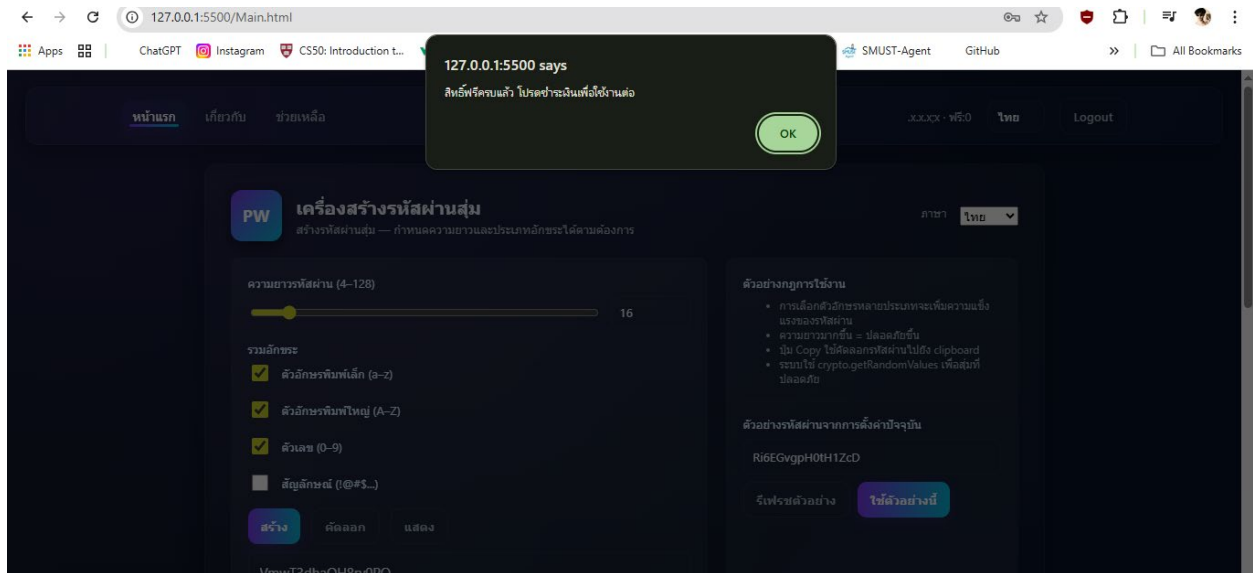 127.0.0.1:5500/Main.html
Apps ChatGPT Instagram CS50: Introduction t... SMUST-Agent GitHub » All Bookmarks
127.0.0.1:5500 says
สิทธิ์ฟรีครบแล้ว โปรดชำระเงินเพื่อใช้งานต่อ
OK
หน้าแรก เกี่ยวกับ ช่วยเหลือ ฟรี:0 ไทย Logout
PW เครื่องสร้างรหัสผ่านสุ่ม
สร้างรหัสผ่านสุ่ม — กำหนดความยาวและประเภทอักขระได้ตามต้องการ
ภาษา ไทย
ความยาวรหัสผ่าน (4–128)
16
รวมอักขระ
ตัวอักษรพิมพ์เล็ก (a–z)
ตัวอักษรพิมพ์ใหญ่ (A–Z)
ตัวเลข (0–9)
สัญลักษณ์ (!@#$...)
สร้าง คัดลอก แสดง
ตัวอย่างกฎการใช้งาน
การเลือกตัวอักษรหลายประเภทจะเพิ่มความแข็ง
แรงของรหัสผ่าน
ความยาวมากขึ้น = ปลอดภัยขึ้น
ปุ่ม Copy ใช้คัดลอกรหัสผ่านไปยัง clipboard
ระบบใช้ crypto.getRandomValues เพื่อสุ่มที่
ปลอดภัย
ตัวอย่างรหัสผ่านจากการตั้งค่าปัจจุบัน
Ri6EGvgpH0tH1ZcD
รีเฟรชตัวอย่าง ใช้ตัวอย่างนี้